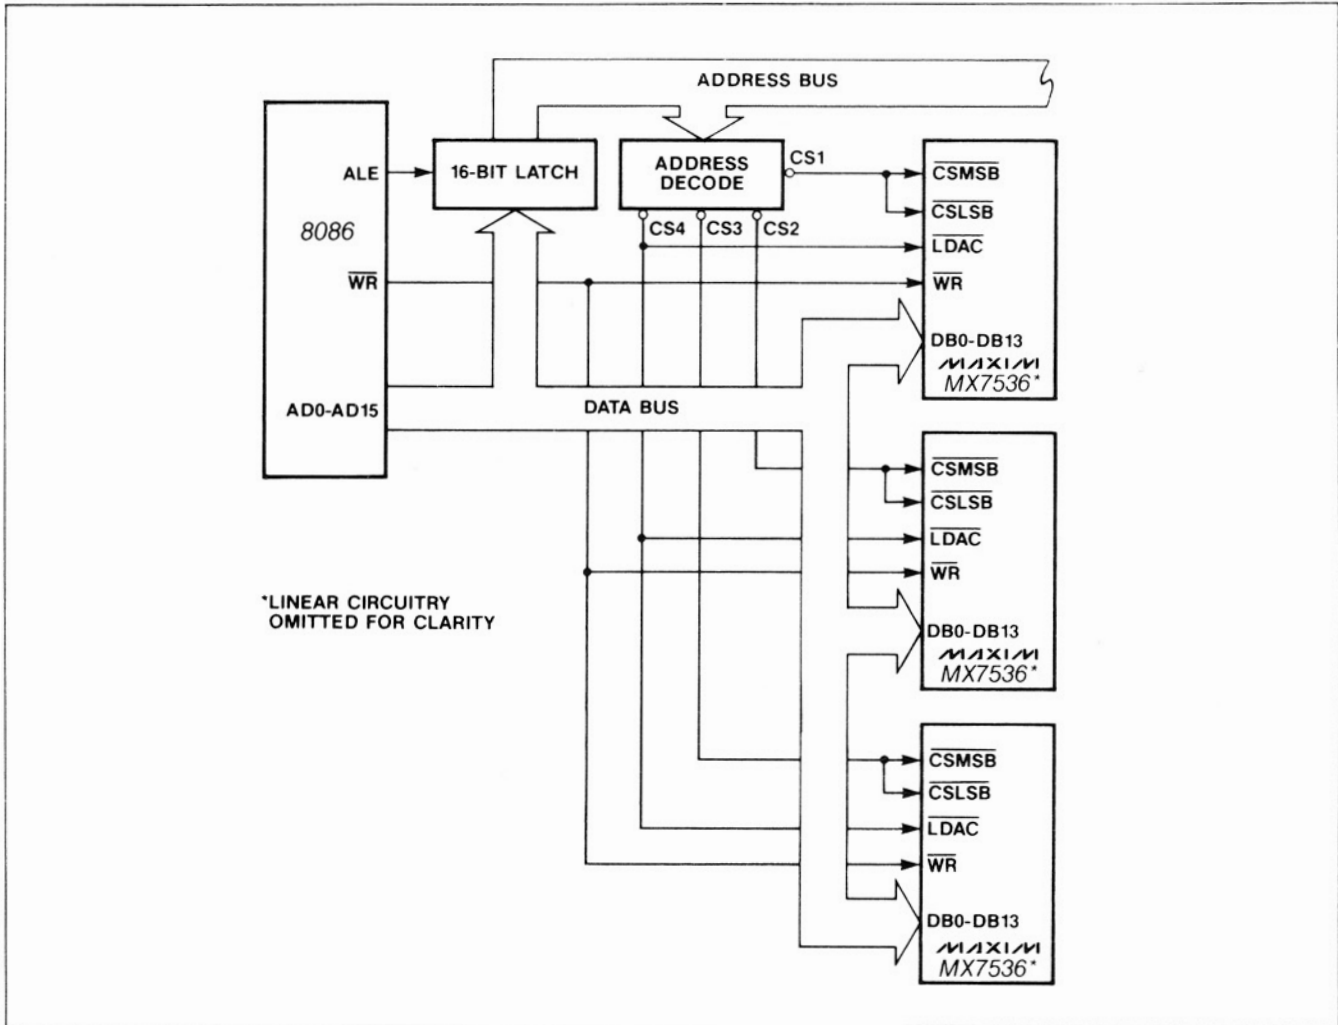 ADDRESS BUS
ALE
16-BIT LATCH
ADDRESS
DECODE
CS1
8086
CS4
CS3
CS2
WR
AD0-AD15
DATA BUS
CSMSB
CSLSB
LDAC
WR
DB0-DB13
MAXIM
MX7536*
CSMSB
CSLSB
LDAC
WR
DB0-DB13
MAXIM
MX7536*
CSMSB
CSLSB
LDAC
WR
DB0-DB13
MAXIM
MX7536*
*LINEAR CIRCUITRY
OMITTED FOR CLARITY